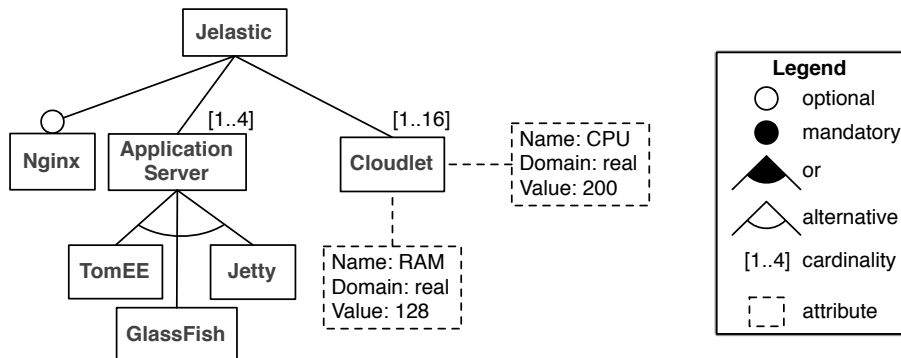 Jelastic
[1..4]
[1..16]
Nginx
Application
Server
Cloudlet
Name: CPU
Domain: real
Value: 200
TomEE
Jetty
GlassFish
Name: RAM
Domain: real
Value: 128
Legend
optional
mandatory
or
alternative
[1..4] cardinality
attribute